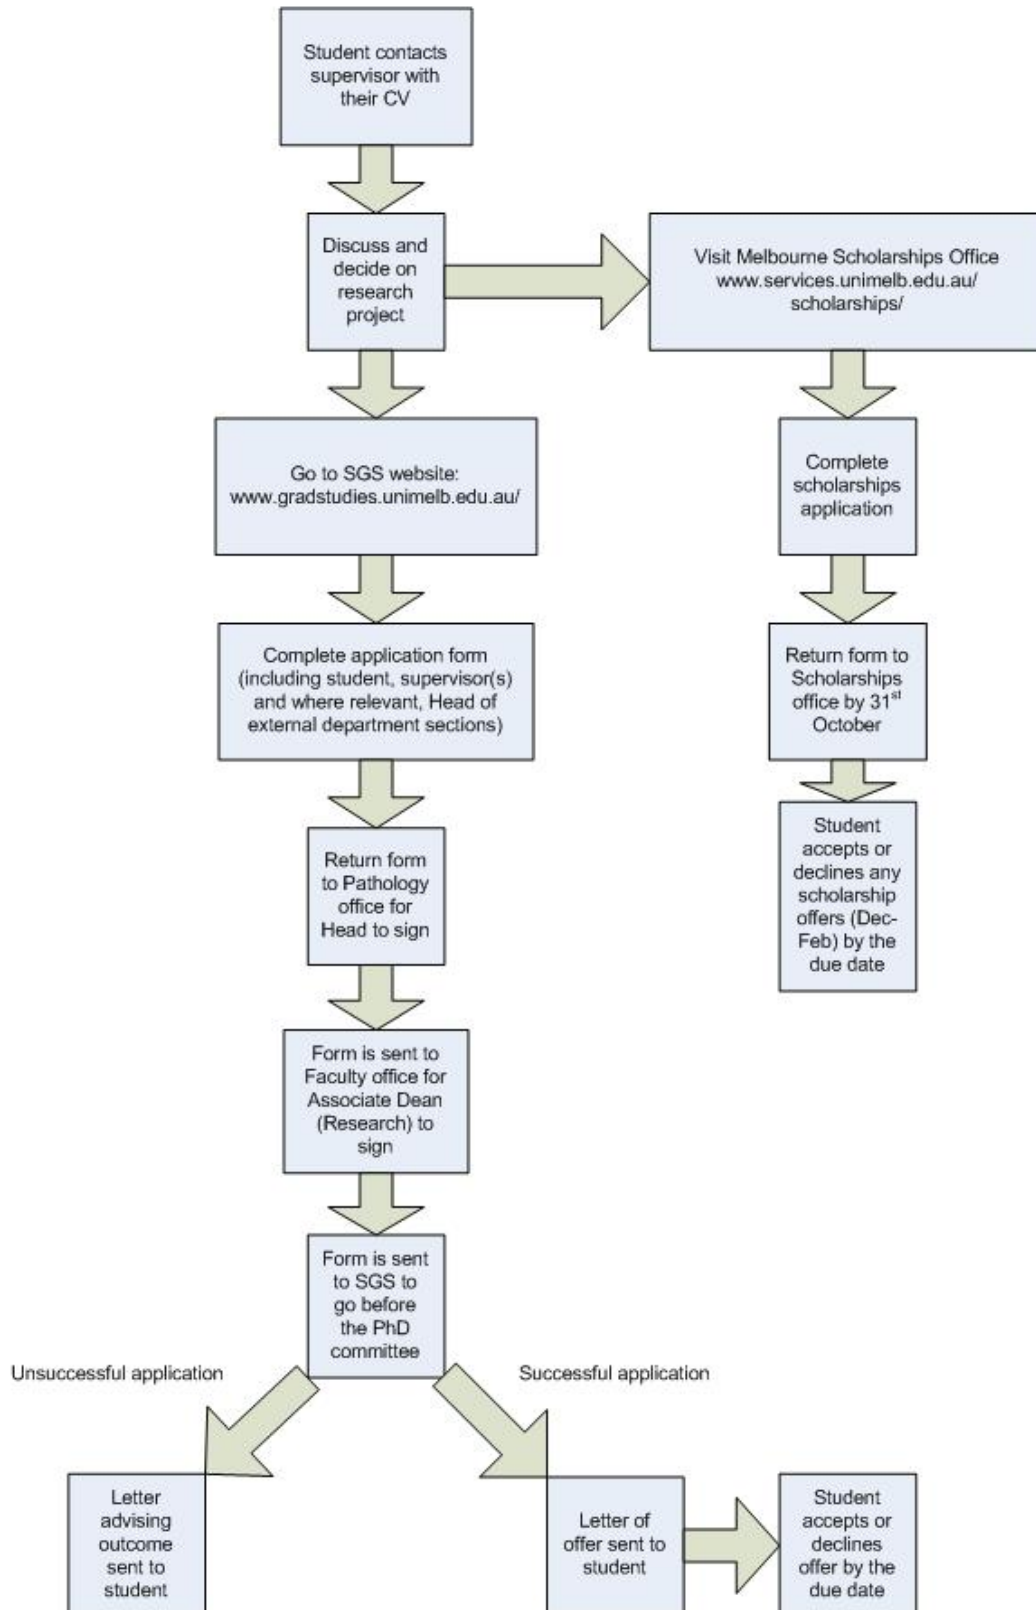 Student contacts
supervisor with
their CV
Discuss and
decide on
research
project
Visit Melbourne Scholarships Office
www.services.unimelb.edu.au/
scholarships/
Go to SGS website:
www.gradstudies.unimelb.edu.au/
Complete
scholarships
application
Complete application form
(including student, supervisor(s)
and where relevant, Head of
external department sections)
Return form to
Scholarships
office by 31st
October
Return form
to Pathology
office for
Head to sign
Student
accepts or
declines any
scholarship
offers (Dec-
Feb) by the
due date
Form is sent to
Faculty office for
Associate Dean
(Research) to
sign
Form is sent
to SGS to
go before
the PhD
committee
Unsuccessful application
Successful application
Letter
advising
outcome
sent to
student
Letter of
offer sent to
student
Student
accepts or
declines
offer by the
due date